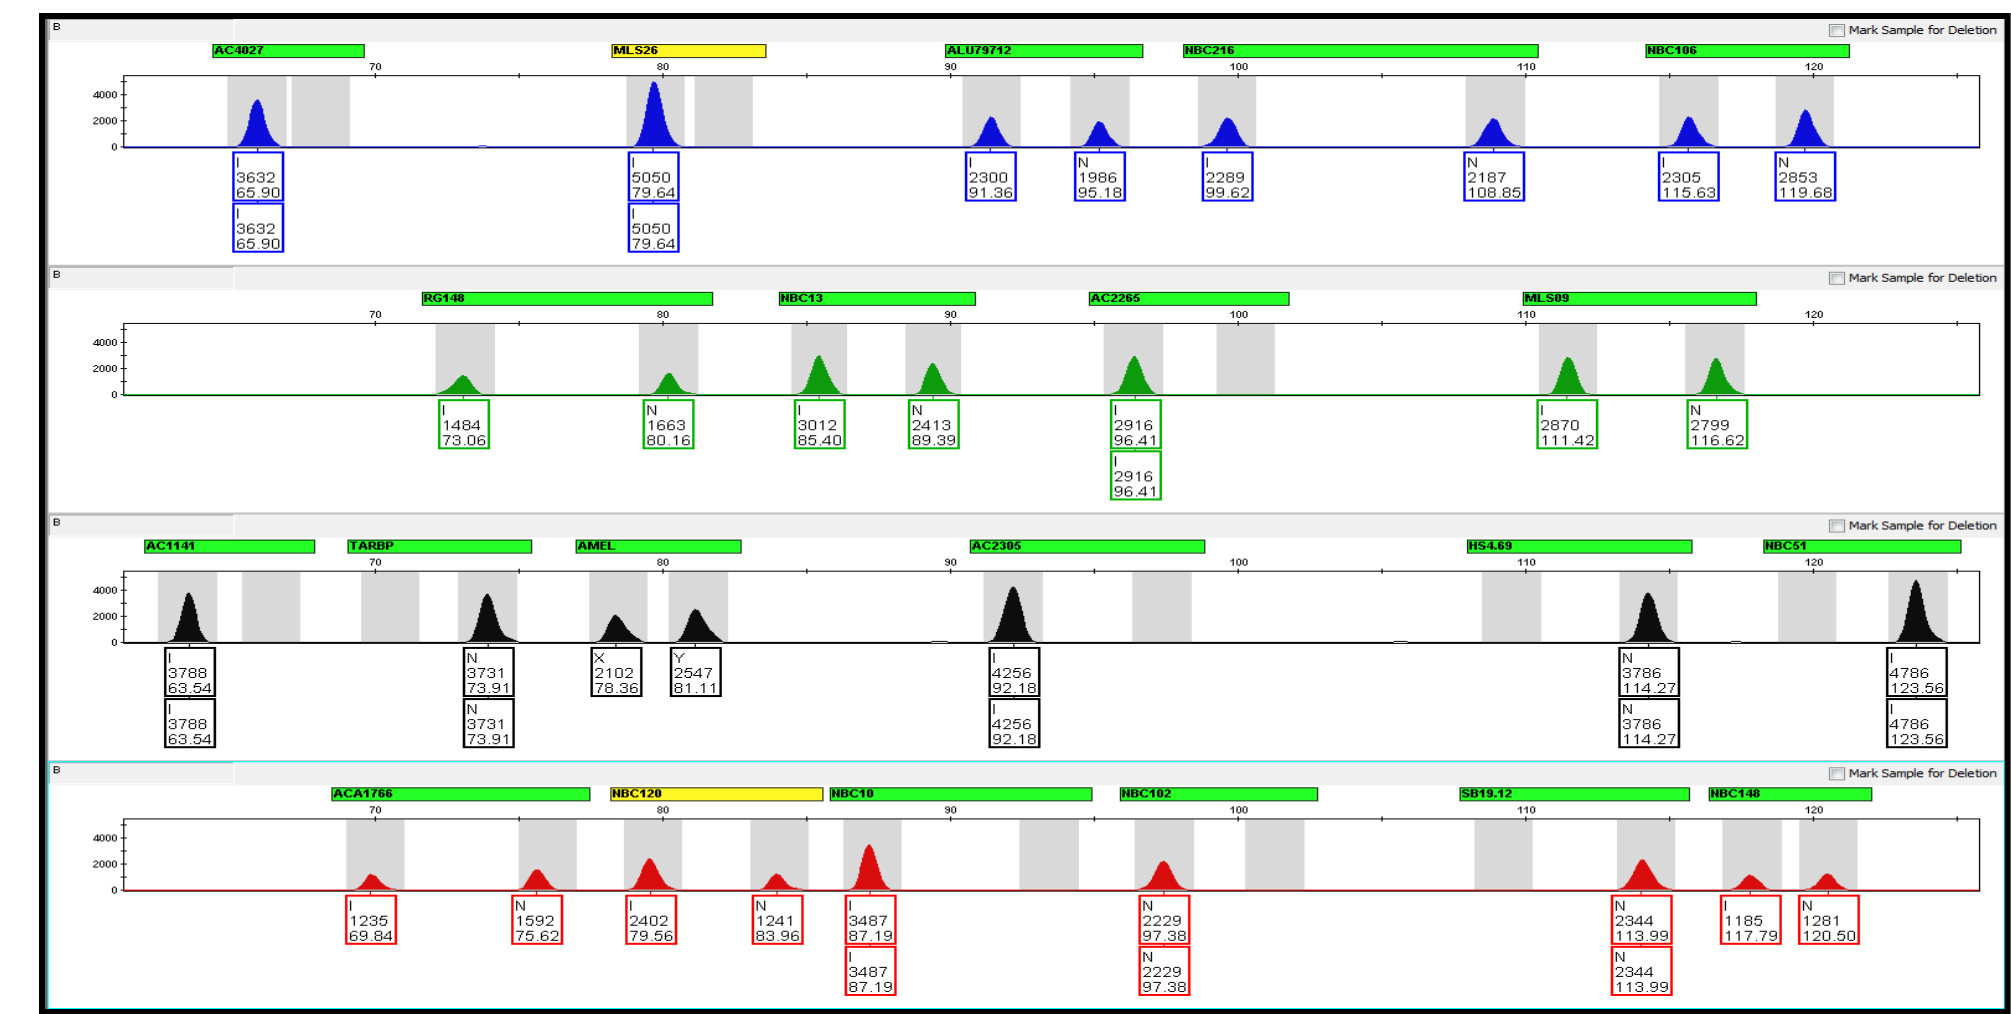 B
Mark Sample for Deletion
AC4027 MLS26 ALU79712 NBC216 NBC106
70 80 90 100 110 120
4000
2000
0
I I I N I N I N
3632 5050 2300 1986 2289 2187 2305 2853
65.90 79.64 91.36 95.18 99.62 108.85 115.63 119.68
I I
3632 5050
65.90 79.64
B
Mark Sample for Deletion
RG148 NBC13 AC2265 MLS09
70 80 90 100 110 120
4000
2000
0
I N I N I I N
1484 1663 3012 2413 2916 2870 2799
73.06 80.16 85.40 89.39 96.41 111.42 116.62
I
2916
96.41
B
Mark Sample for Deletion
AC1141 TARBP AMEL AC2305 HS4.69 NBC51
70 80 90 100 110 120
4000
2000
0
I N X Y I N I
3788 3731 2102 2547 4256 3786 4786
63.54 73.91 78.36 81.11 92.18 114.27 123.56
I N I N I
3788 3731 4256 3786 4786
63.54 73.91 92.18 114.27 123.56
B
Mark Sample for Deletion
ACA1766 NBC120 NBC10 NBC102 SB19.12 NBC148
70 80 90 100 110 120
4000
2000
0
I N I N I N N I N
1235 1592 2402 1241 3487 2229 2344 1185 1281
69.84 75.62 79.56 83.96 87.19 97.38 113.99 117.79 120.50
I N N
3487 2229 2344
87.19 97.38 113.99